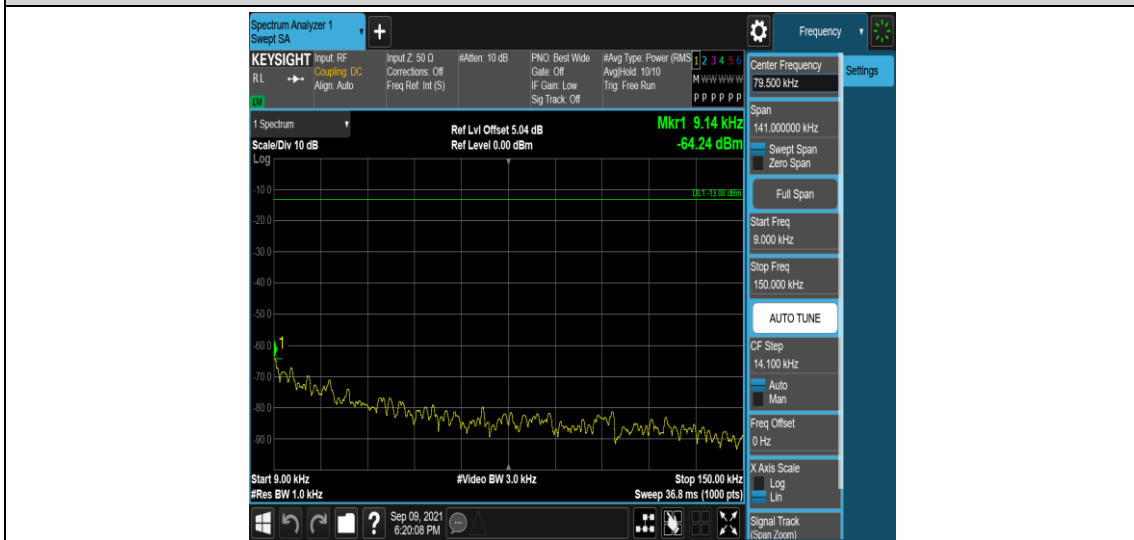 Spectrum Analyzer 1
Swept SA
+
Frequency
KEYSIGHT
RL
LXI
Input: RF
Coupling: DC
Align: Auto
Input Z: 50 Ω
Corrections: Off
Freq Ref: Int (S)
#Atten: 10 dB
PNO: Best Wide
Gate: Off
IF Gain: Low
Sig Track: Off
#Avg Type: Power (RMS
Avg|Hold: 10/10
Trig: Free Run
1 2 3 4 5 6
M W W W W W
P P P P P P
Center Frequency
79.500 kHz
Settings
1 Spectrum
Scale/Div 10 dB
Ref Lvl Offset 5.04 dB
Ref Level 0.00 dBm
Mkr1 9.14 kHz
-64.24 dBm
Span
141.000000 kHz
Swept Span
Zero Span
Full Span
Start Freq
9.000 kHz
Stop Freq
150.000 kHz
AUTO TUNE
CF Step
14.100 kHz
Auto
Man
Freq Offset
0 Hz
X Axis Scale
Log
Lin
Signal Track
(Span Zoom)
Log
DL1 -13.00 dBm
-10.0
-20.0
-30.0
-40.0
-50.0
-60.0
1
-70.0
-80.0
-90.0
Start 9.00 kHz
#Video BW 3.0 kHz
Stop 150.00 kHz
#Res BW 1.0 kHz
Sweep 36.8 ms (1000 pts)
?
Sep 09, 2021
6:20:08 PM